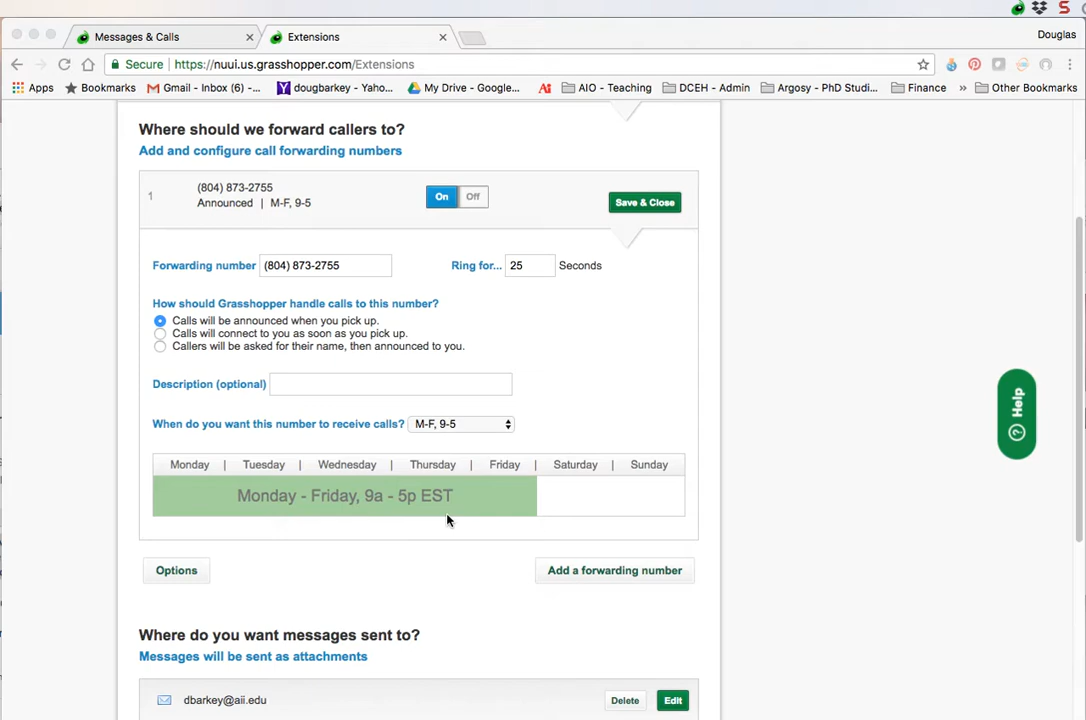 Messages & Calls
Extensions
Douglas
Secure | https://nuui.us.grasshopper.com/Extensions
Apps
Bookmarks
Gmail - Inbox (6) -...
dougbarkey - Yaho...
My Drive - Google...
AIO - Teaching
DCEH - Admin
Argosy - PhD Studi...
Finance
»
Other Bookmarks
Where should we forward callers to?
Add and configure call forwarding numbers
1
(804) 873-2755
Announced | M-F, 9-5
On
Off
Save & Close
Forwarding number (804) 873-2755
Ring for... 25 Seconds
How should Grasshopper handle calls to this number?
Calls will be announced when you pick up.
Calls will connect to you as soon as you pick up.
Callers will be asked for their name, then announced to you.
Description (optional)
When do you want this number to receive calls? M-F, 9-5
Monday | Tuesday | Wednesday | Thursday | Friday | Saturday | Sunday
Monday - Friday, 9a - 5p EST
Options
Add a forwarding number
Help
Where do you want messages sent to?
Messages will be sent as attachments
dbarkey@aii.edu
Delete
Edit